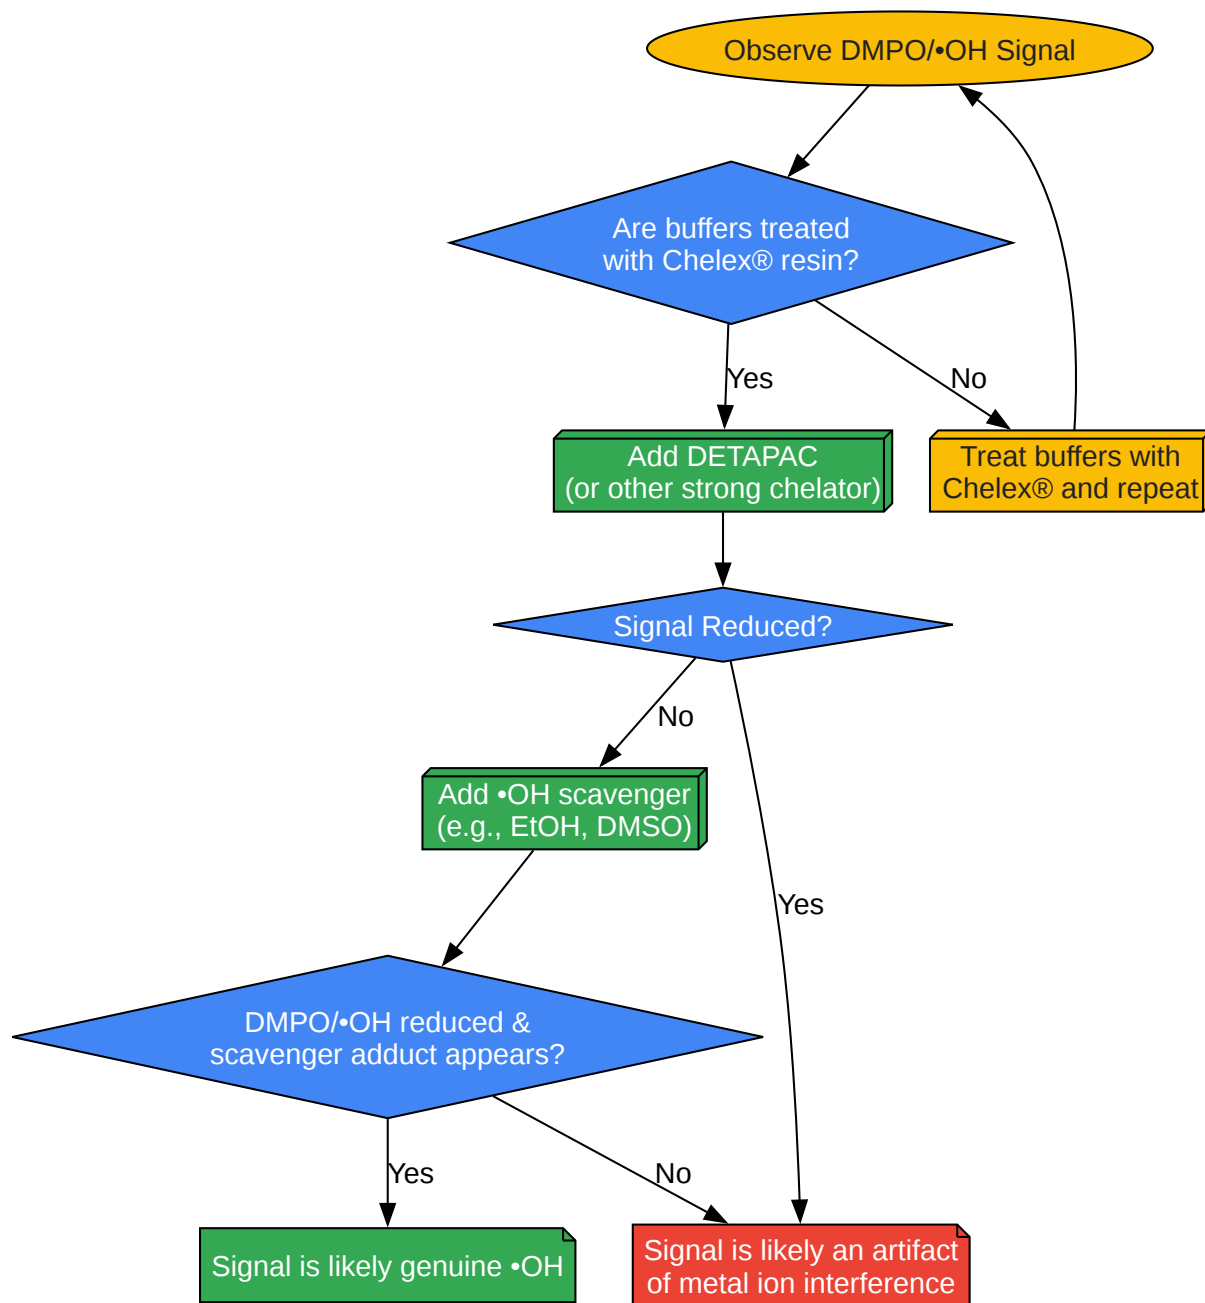 Observe DMPO/•OH Signal
Are buffers treated
with Chelex® resin?
Yes
No
Add DETAPAC
(or other strong chelator)
Treat buffers with
Chelex® and repeat
Signal Reduced?
No
Add •OH scavenger
(e.g., EtOH, DMSO)
Yes
DMPO/•OH reduced &
scavenger adduct appears?
Yes
No
Signal is likely genuine •OH
Signal is likely an artifact
of metal ion interference